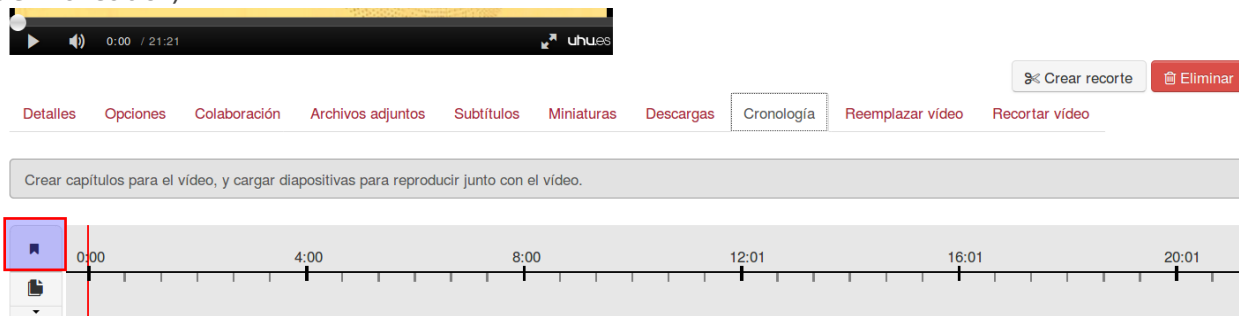 0:00 / 21:21 uhu.es
Crear recorte Eliminar
Detalles Opciones Colaboración Archivos adjuntos Subtítulos Miniaturas Descargas Cronología Reemplazar vídeo Recortar vídeo
Crear capítulos para el vídeo, y cargar diapositivas para reproducir junto con el vídeo.
0:00 4:00 8:00 12:01 16:01 20:01